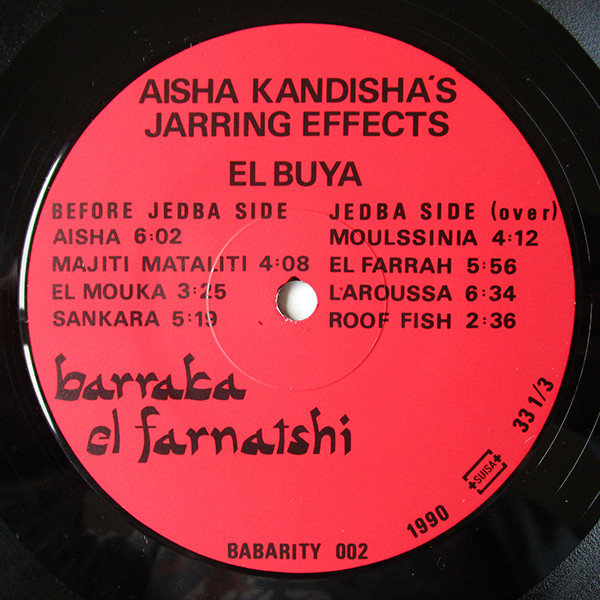 AISHA KANDISHA'S
JARRING EFFECTS
EL BUYA
BEFORE JEDBA SIDE
AISHA 6:02
MAJITI MATALITI 4:08
EL MOUKA 3:25
SANKARA 5:19
JEDBA SIDE (over)
MOULSSINIA 4:12
EL FARRAH 5:56
L'AROUSSA 6:34
ROOF FISH 2:36
barraka
el farnatshi
33 1/3
SUISA
1990
BABARITY 002